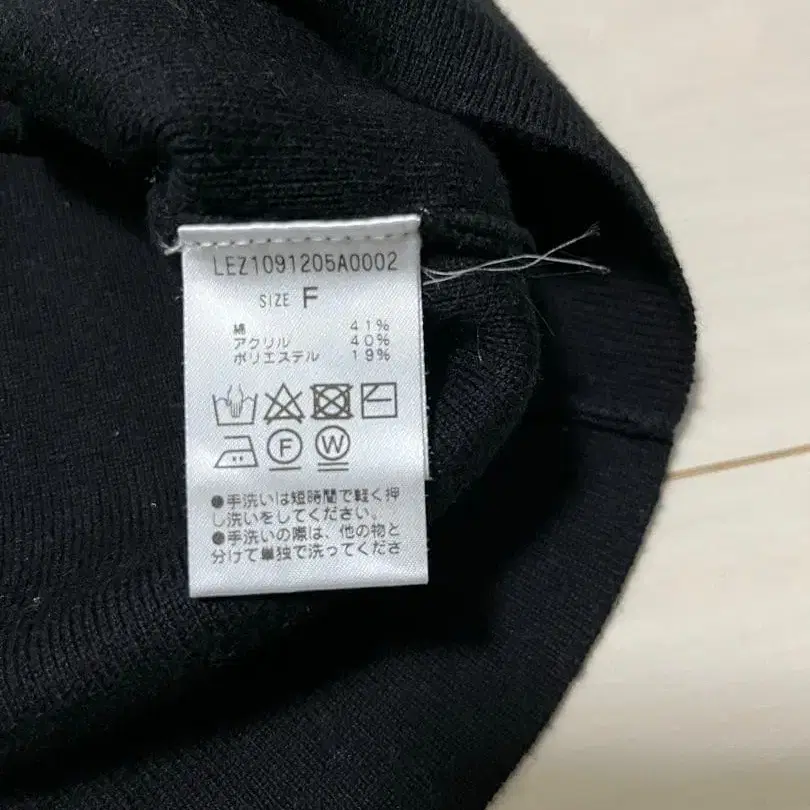 LEZ1091205A0002
SIZE F
綿 41%
アクリル 40%
ポリエステル 19%
F W
●手洗いは短時間で軽く押
し洗いをしてください。
●手洗いの際は、他の物と
分けて単独で洗ってくださ